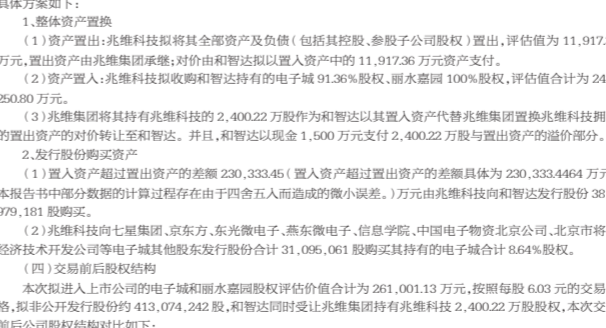 具体方案如下：
1、整体资产置换
（1）资产置出：兆维科技拟将其全部资产及负债（包括其控股、参股子公司股权）置出，评估值为 11,917.
万元，置出资产由兆维集团承继；对价由和智达拟以置入资产中的 11,917.36 万元资产支付。
（2）资产置入：兆维科技拟收购和智达持有的电子城 91.36%股权、丽水嘉园 100%股权，评估值合计为 24
250.80 万元。
（3）兆维集团将其持有兆维科技的 2,400.22 万股作为和智达以其置入资产代替兆维集团置换兆维科技拥
的置出资产的对价转让至和智达。并且，和智达以现金 1,500 万元支付 2,400.22 万股与置出资产的溢价部分。
2、发行股份购买资产
（1）置入资产超过置出资产的差额 230,333.45（置入资产超过置出资产的差额具体为 230,333.4464 万元
本报告书中部分数据的计算过程存在由于四舍五入而造成的微小误差。）万元由兆维科技向和智达发行股份 38
979,181 股购买。
（2）兆维科技向七星集团、京东方、东光微电子、燕东微电子、信息学院、中国电子物资北京公司、北京市将
经济技术开发公司等电子城其他股东发行股份合计 31,095,061 股购买其持有的电子城合计 8.64%股权。
（四）交易前后股权结构
本次拟进入上市公司的电子城和丽水嘉园股权评估价值合计为 261,001.13 万元，按照每股 6.03 元的交易
格，拟非公开发行股份约 413,074,242 股，和智达同时受让兆维集团持有兆维科技 2,400.22 万股股权，本次交
前后公司股权结构对比如下：